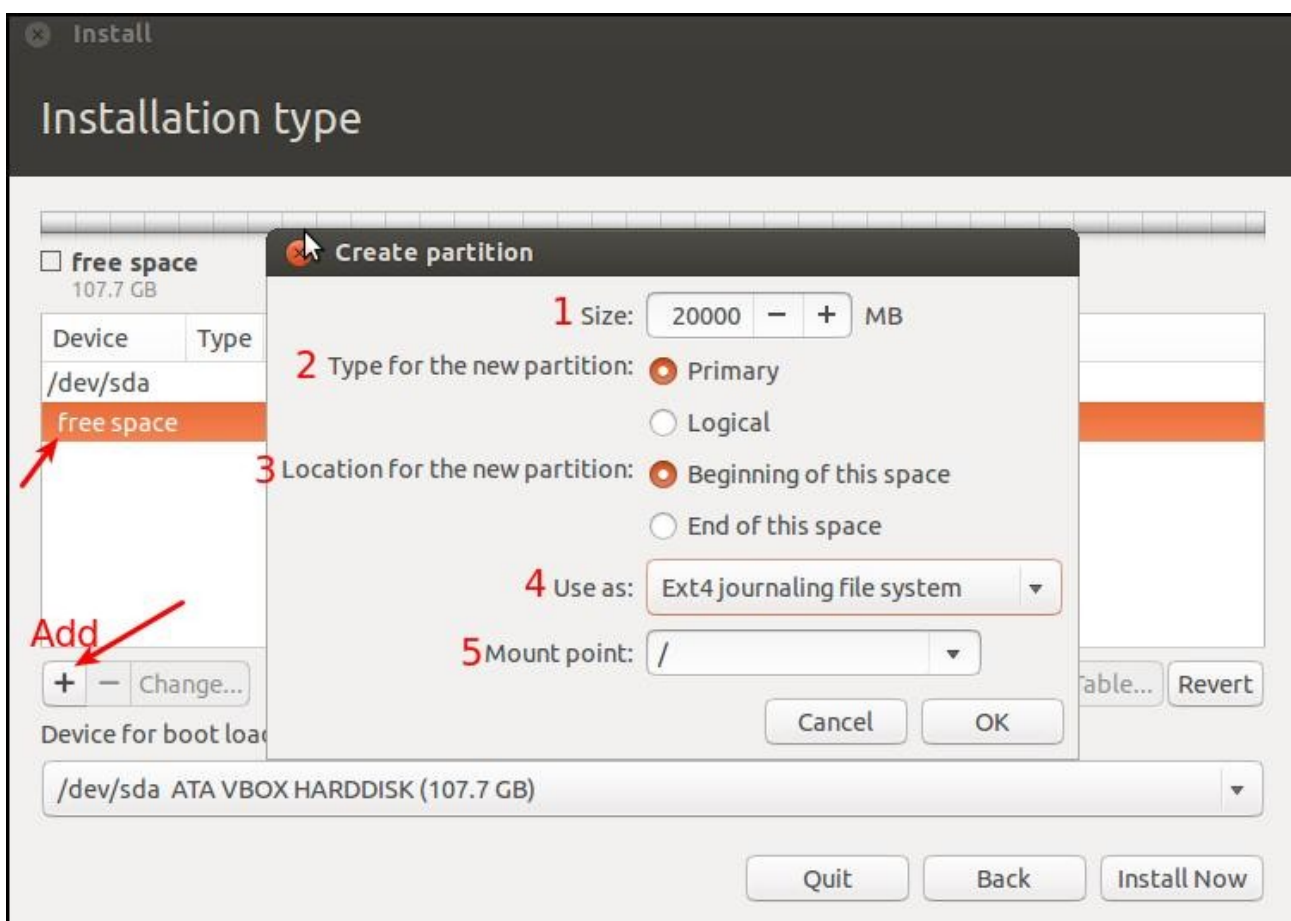 Install
Installation type
free space
107.7 GB
Create partition
1 Size: 20000 − + MB
2 Type for the new partition: Primary
Logical
3 Location for the new partition: Beginning of this space
End of this space
4 Use as: Ext4 journaling file system
5 Mount point: /
Cancel OK
Device Type
/dev/sda
free space
Add
+ − Change... Table... Revert
Device for boot
/dev/sda ATA VBOX HARDDISK (107.7 GB)
Quit Back Install Now